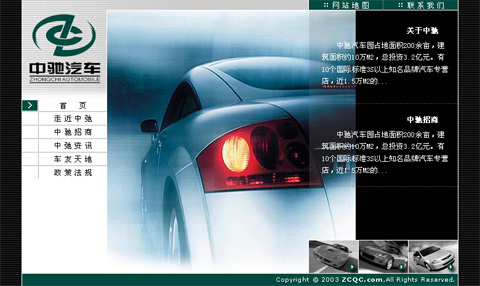 网站地图
联系我们
中驰汽车
ZHONGCHI AUTOMOBILE
首 页
走近中驰
中驰招商
中驰资讯
车发天地
政策法规
关于中驰
中驰汽车园占地面积200余亩，建
筑面积约10万M2，总投资3.2亿元。有
10个国际标准3S以上知名品牌汽车专营
店，近1.5万M2的...
中驰招商
中驰汽车园占地面积200余亩，建
筑面积约10万M2，总投资3.2亿元。有
10个国际标准3S以上知名品牌汽车专营
店，近1.5万M2的...
Copyright © 2003 ZCQC.com.All Rights Reserved.